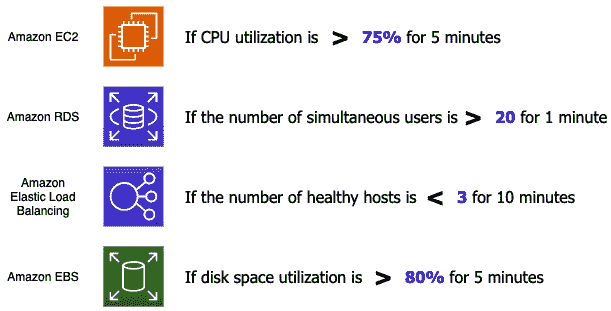 Amazon EC2
If CPU utilization is > 75% for 5 minutes
Amazon RDS
If the number of simultaneous users is > 20 for 1 minute
Amazon
Elastic Load
Balancing
If the number of healthy hosts is < 3 for 10 minutes
Amazon EBS
If disk space utilization is > 80% for 5 minutes